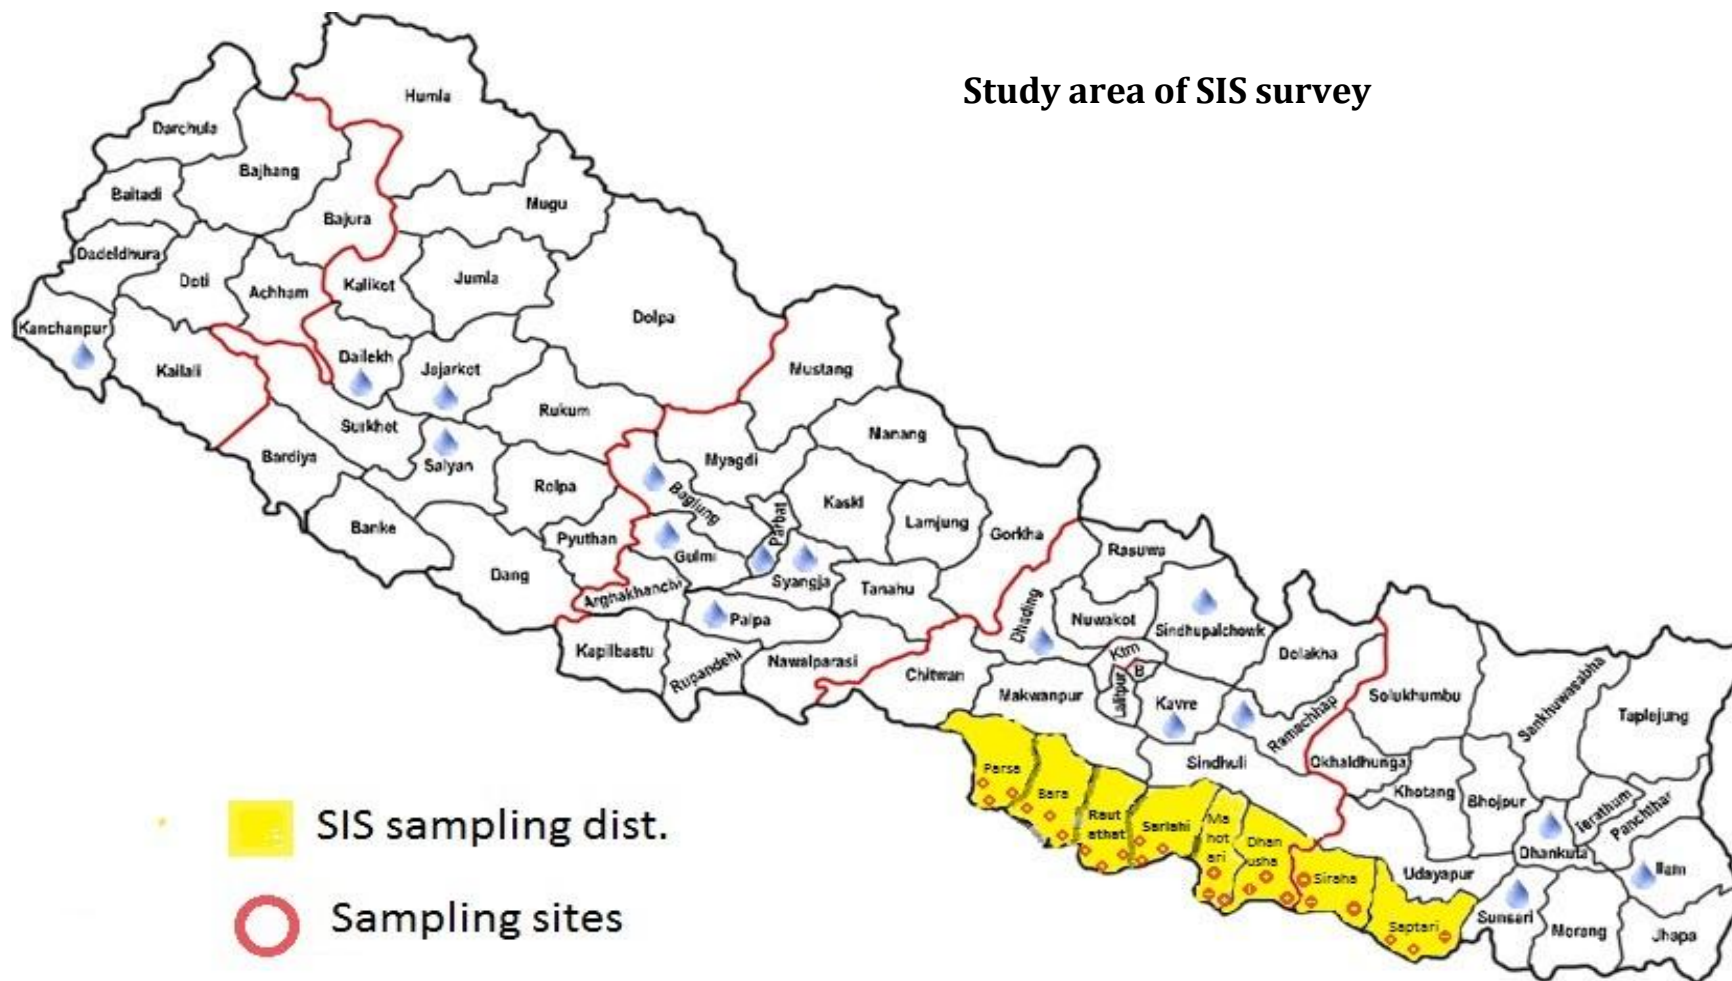 Study area of SIS survey
Humla
Darchula
Bajhang
Baitadi
Mugu
Bajura
Dadeldhura
Doti
Achham
Kalikot
Jumla
Dolpa
Kanchanpur
Kailali
Dailekh
Jajarkot
Mustang
Rukum
Surkhet
Manang
Bardiya
Salyan
Myagdi
Rolpa
Baglung
Kaski
Parbat
Lamjung
Banke
Pyuthan
Gulmi
Gorkha
Rasuwa
Dang
Syangja
Tanahu
Arghakhanchi
Palpa
Dhading
Nuwakot
Sindhupalchowk
Kapilbastu
Rupandehi
Nawalparasi
Chitwan
Ktm
B
Lalitpur
Dolakha
Makwanpur
Kavre
Ramechhap
Solukhumbu
Sankhuwasabha
Taplejung
Sindhuli
Okhaldhunga
Khotang
Bhojpur
Terathum
Panchthar
Parsa
Bara
Raut
athat
Sarlahi
Ma
hot
ari
Dhan
usha
Siraha
Udayapur
Dhankuta
Ilam
Saptari
Sunsari
Morang
Jhapa
SIS sampling dist.
Sampling sites